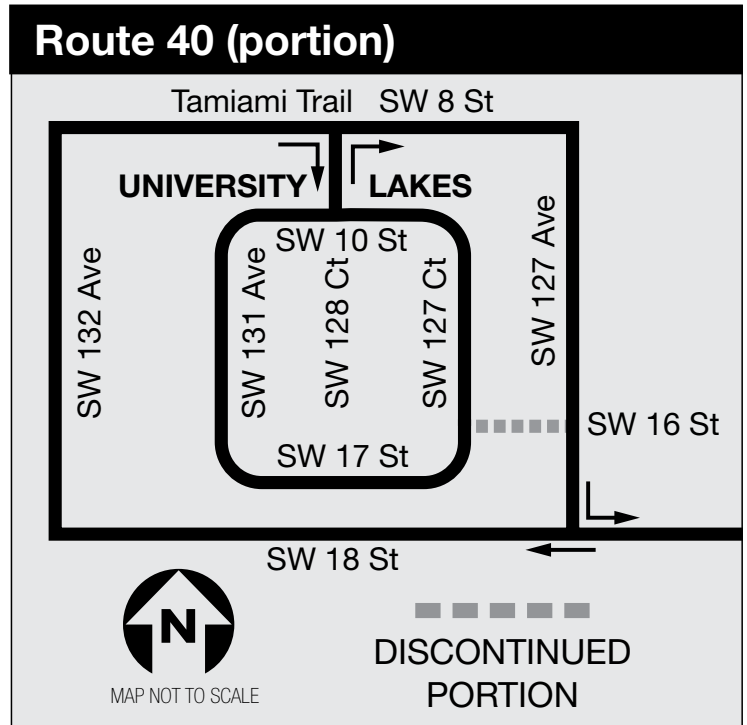 Route 40 (portion)
Tamiami Trail SW 8 St
UNIVERSITY LAKES
SW 10 St
SW 132 Ave
SW 131 Ave
SW 128 Ct
SW 127 Ct
SW 127 Ave
SW 16 St
SW 17 St
SW 18 St
N
MAP NOT TO SCALE
DISCONTINUED
PORTION